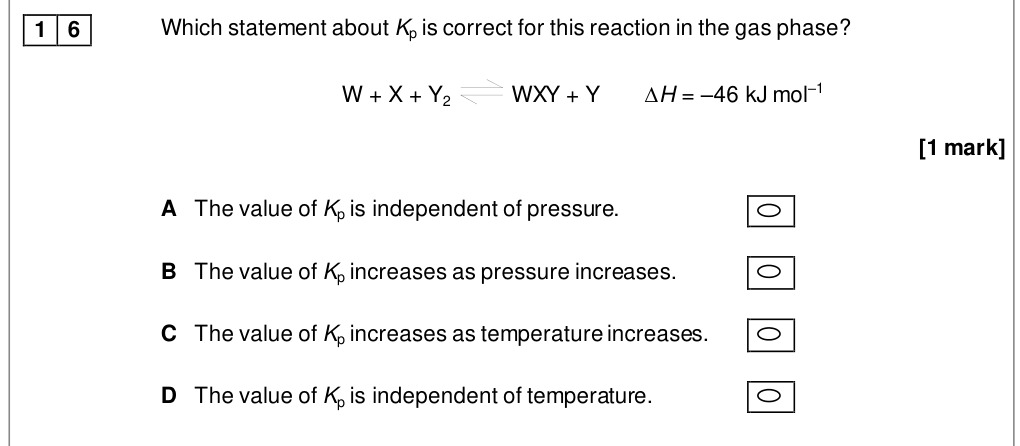 1 6 Which statement about Kₚ is correct for this reaction in the gas phase?
W + X + Y₂ ⇌ WXY + Y ΔH = –46 kJ mol⁻¹
[1 mark]
A The value of Kₚ is independent of pressure.
B The value of Kₚ increases as pressure increases.
C The value of Kₚ increases as temperature increases.
D The value of Kₚ is independent of temperature.